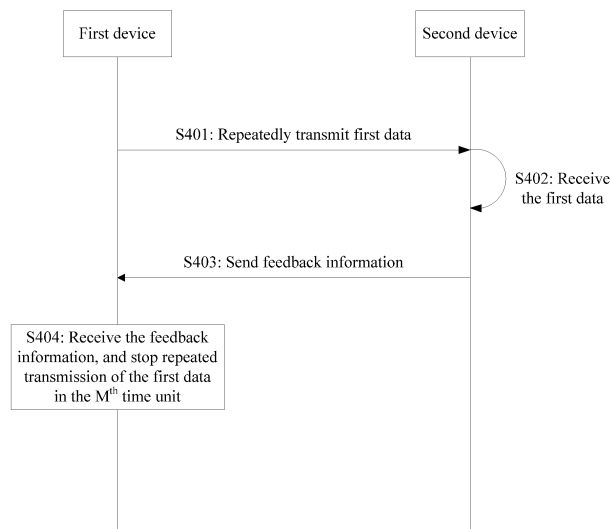 First device
Second device
S401: Repeatedly transmit first data
S402: Receive
the first data
S403: Send feedback information
S404: Receive the feedback
information, and stop repeated
transmission of the first data
in the Mth time unit